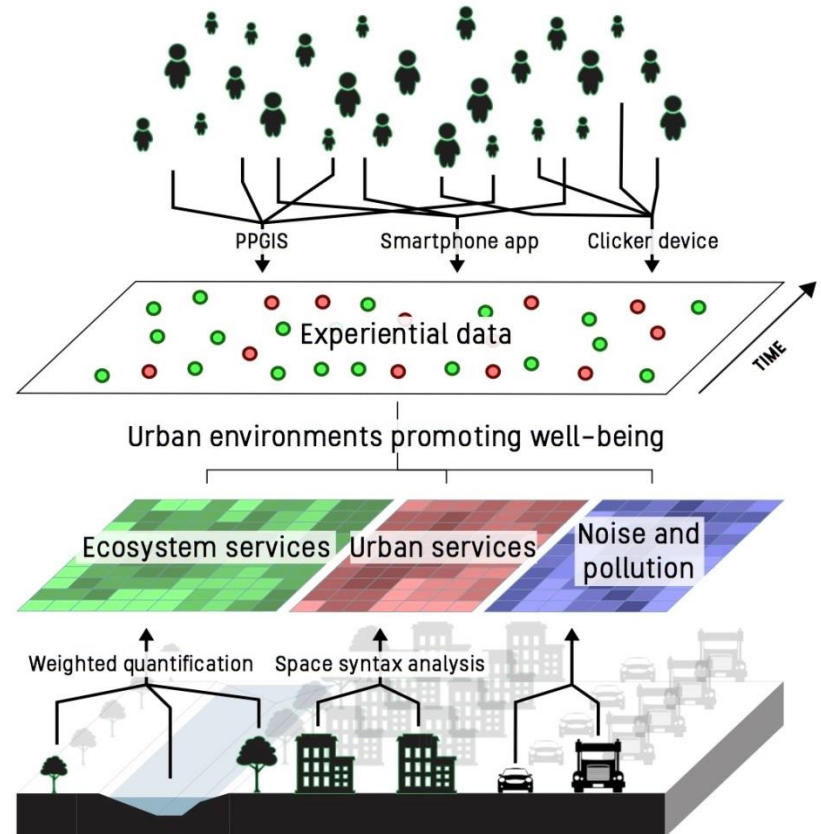 PPGIS
Smartphone app
Clicker device
Experiential data
TIME
Urban environments promoting well-being
Ecosystem services
Urban services
Noise and
pollution
Weighted quantification
Space syntax analysis